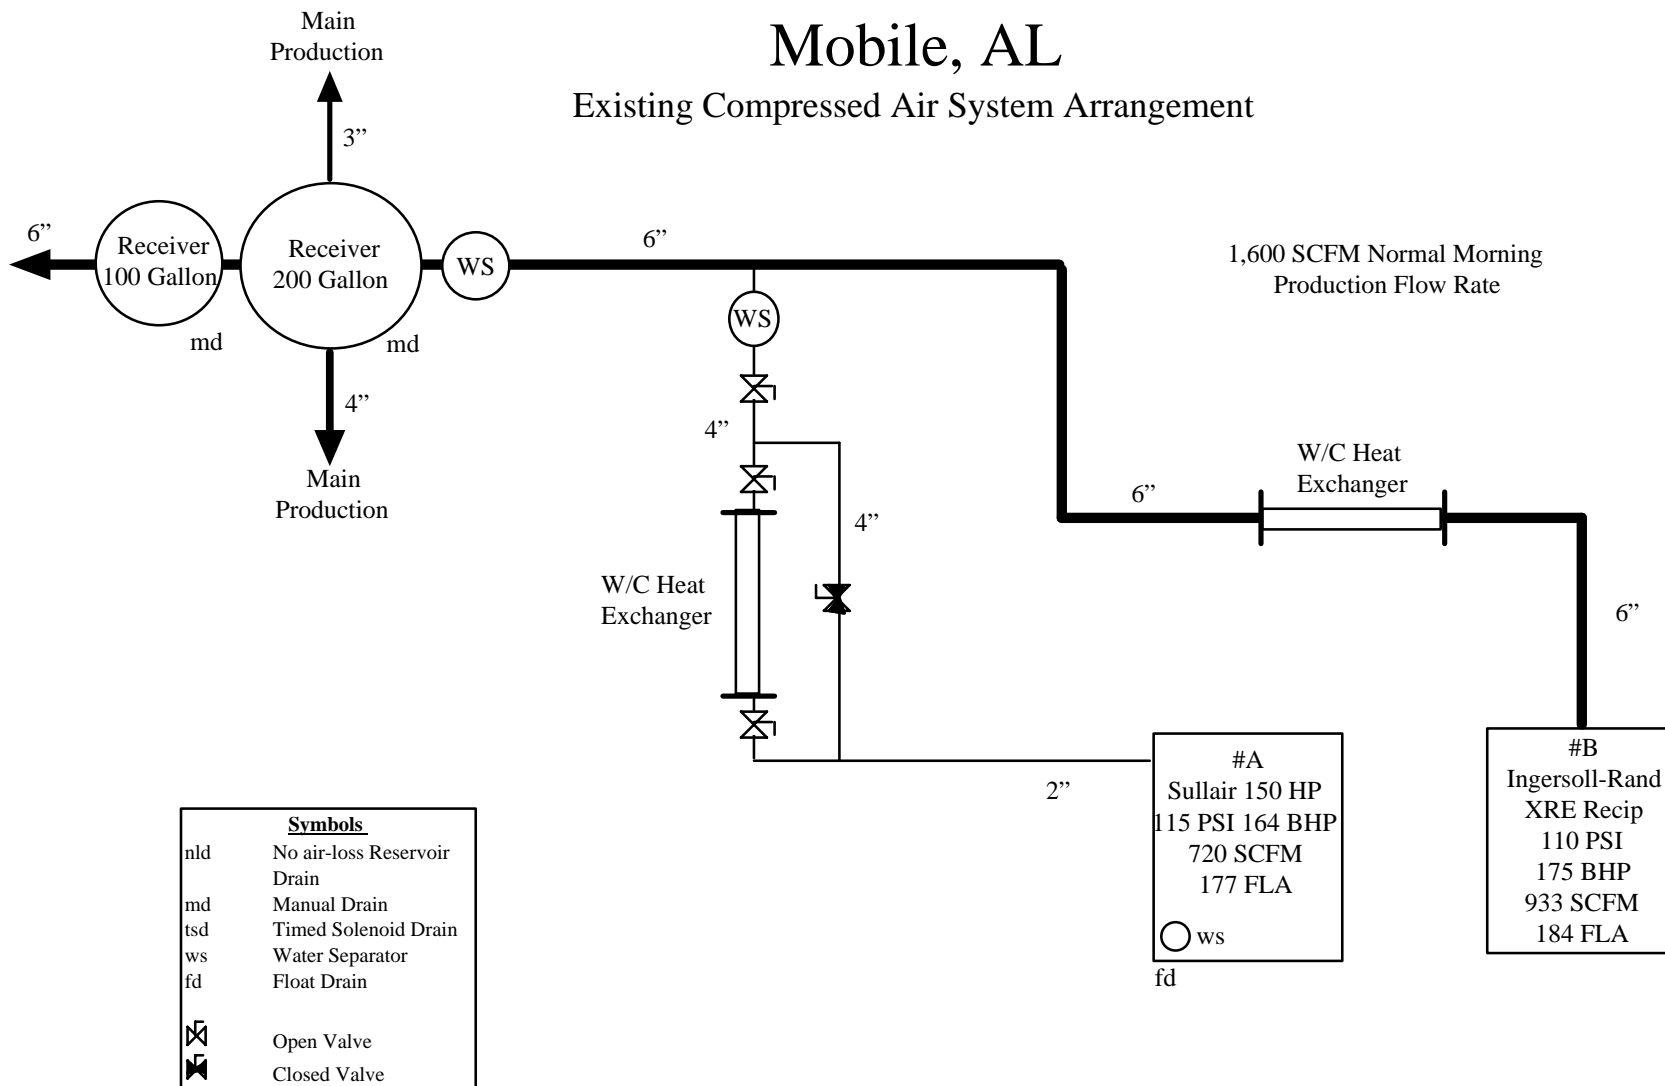 Mobile, AL
Existing Compressed Air System Arrangement
Main
Production
3”
6”
Receiver
100 Gallon
md
Receiver
200 Gallon
md
WS
6”
4”
Main
Production
1,600 SCFM Normal Morning
Production Flow Rate
WS
4”
4”
W/C Heat
Exchanger
W/C Heat
Exchanger
6”
6”
2”
#A
Sullair 150 HP
115 PSI 164 BHP
720 SCFM
177 FLA
ws
fd
#B
Ingersoll-Rand
XRE Recip
110 PSI
175 BHP
933 SCFM
184 FLA
Symbols
nld No air-loss Reservoir
Drain
md Manual Drain
tsd Timed Solenoid Drain
ws Water Separator
fd Float Drain
Open Valve
Closed Valve